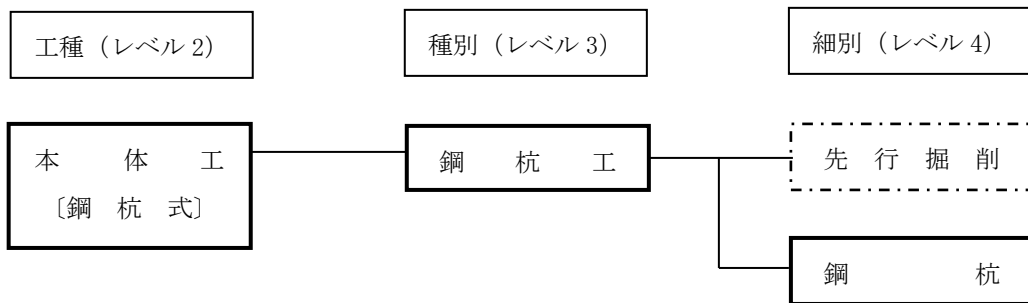 工種（レベル 2）
種別（レベル 3）
細別（レベル 4）
本体工
〔鋼杭式〕
鋼杭工
先行掘削
鋼杭